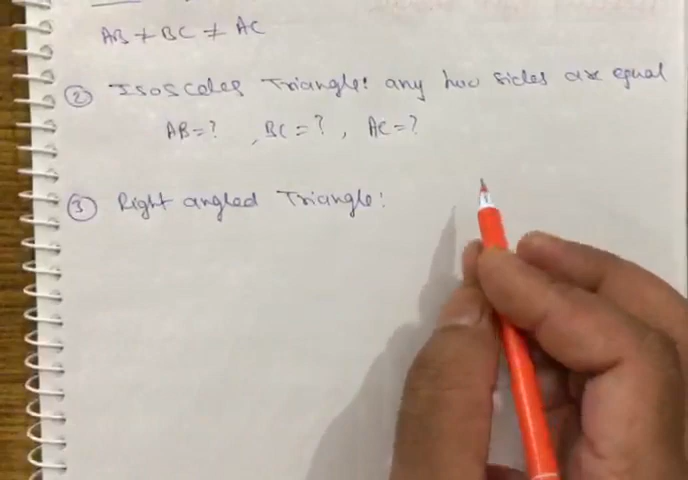 AB ≠ BC ≠ AC
② Isosceles Triangle: any two sides are equal
AB=? , BC=? , AC=?
③ Right angled Triangle: